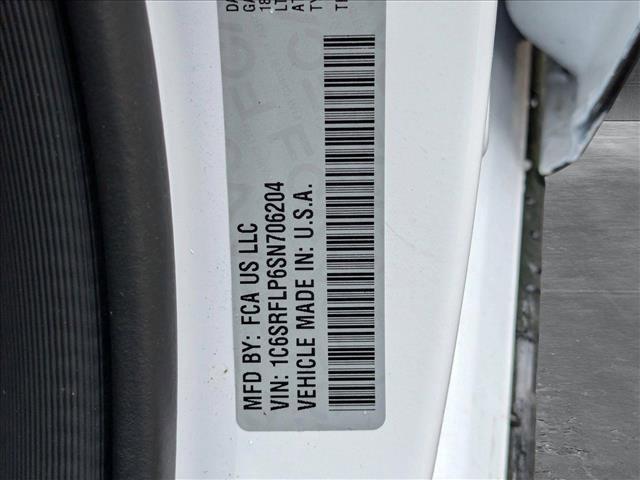 MFD BY: FCA US LLC
VIN: 1C6SRFLP6SN706204
VEHICLE MADE IN: U.S.A.